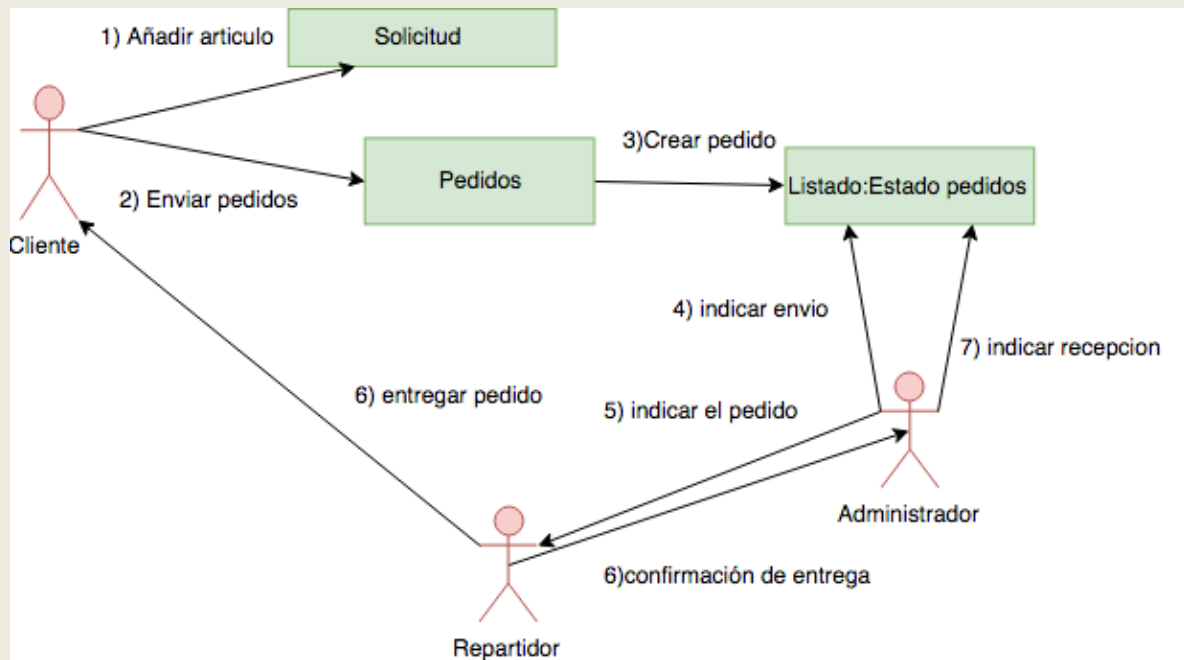 1) Añadir articulo
Solicitud
3)Crear pedido
Pedidos
Listado:Estado pedidos
2) Enviar pedidos
Cliente
4) indicar envio
7) indicar recepcion
6) entregar pedido
5) indicar el pedido
Administrador
6)confirmación de entrega
Repartidor